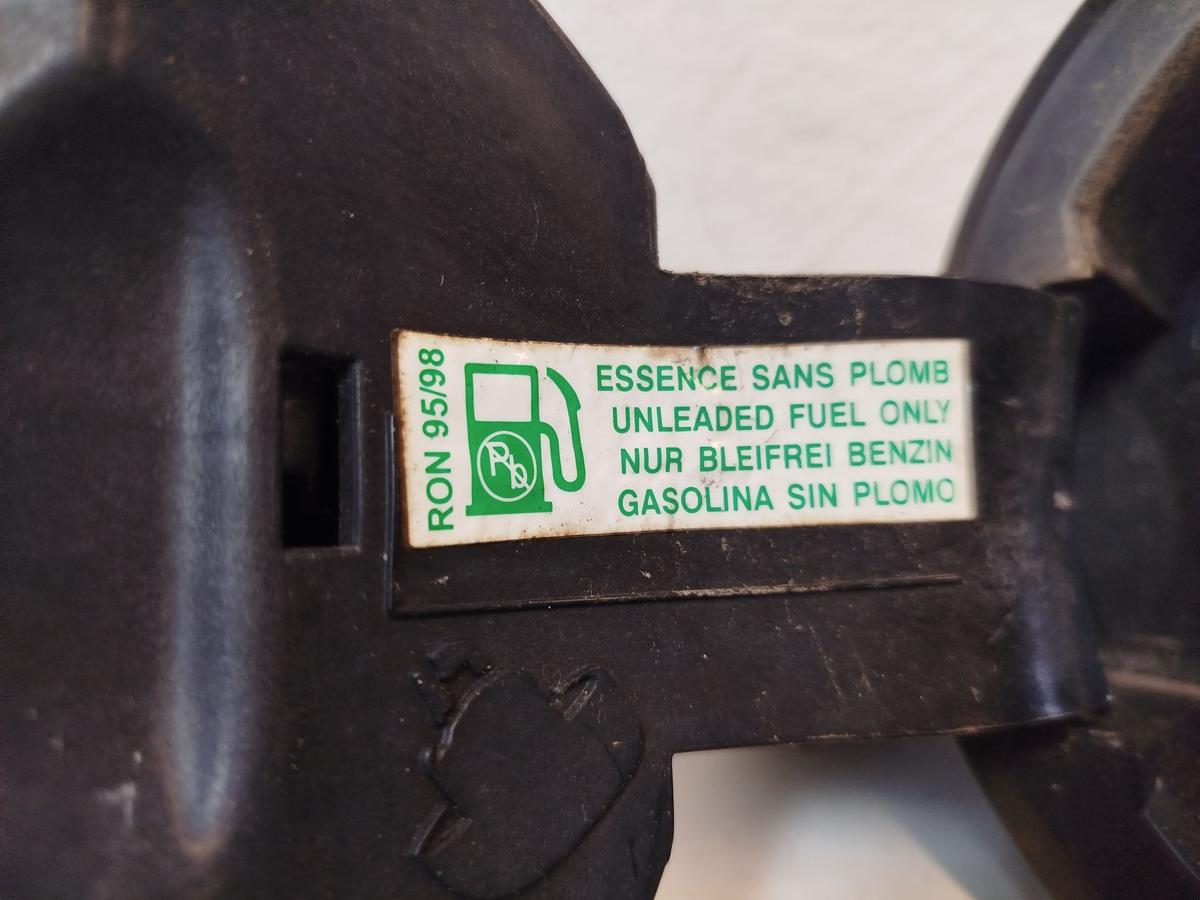 RON 95/98
Pb
ESSENCE SANS PLOMB
UNLEADED FUEL ONLY
NUR BLEIFREI BENZIN
GASOLINA SIN PLOMO